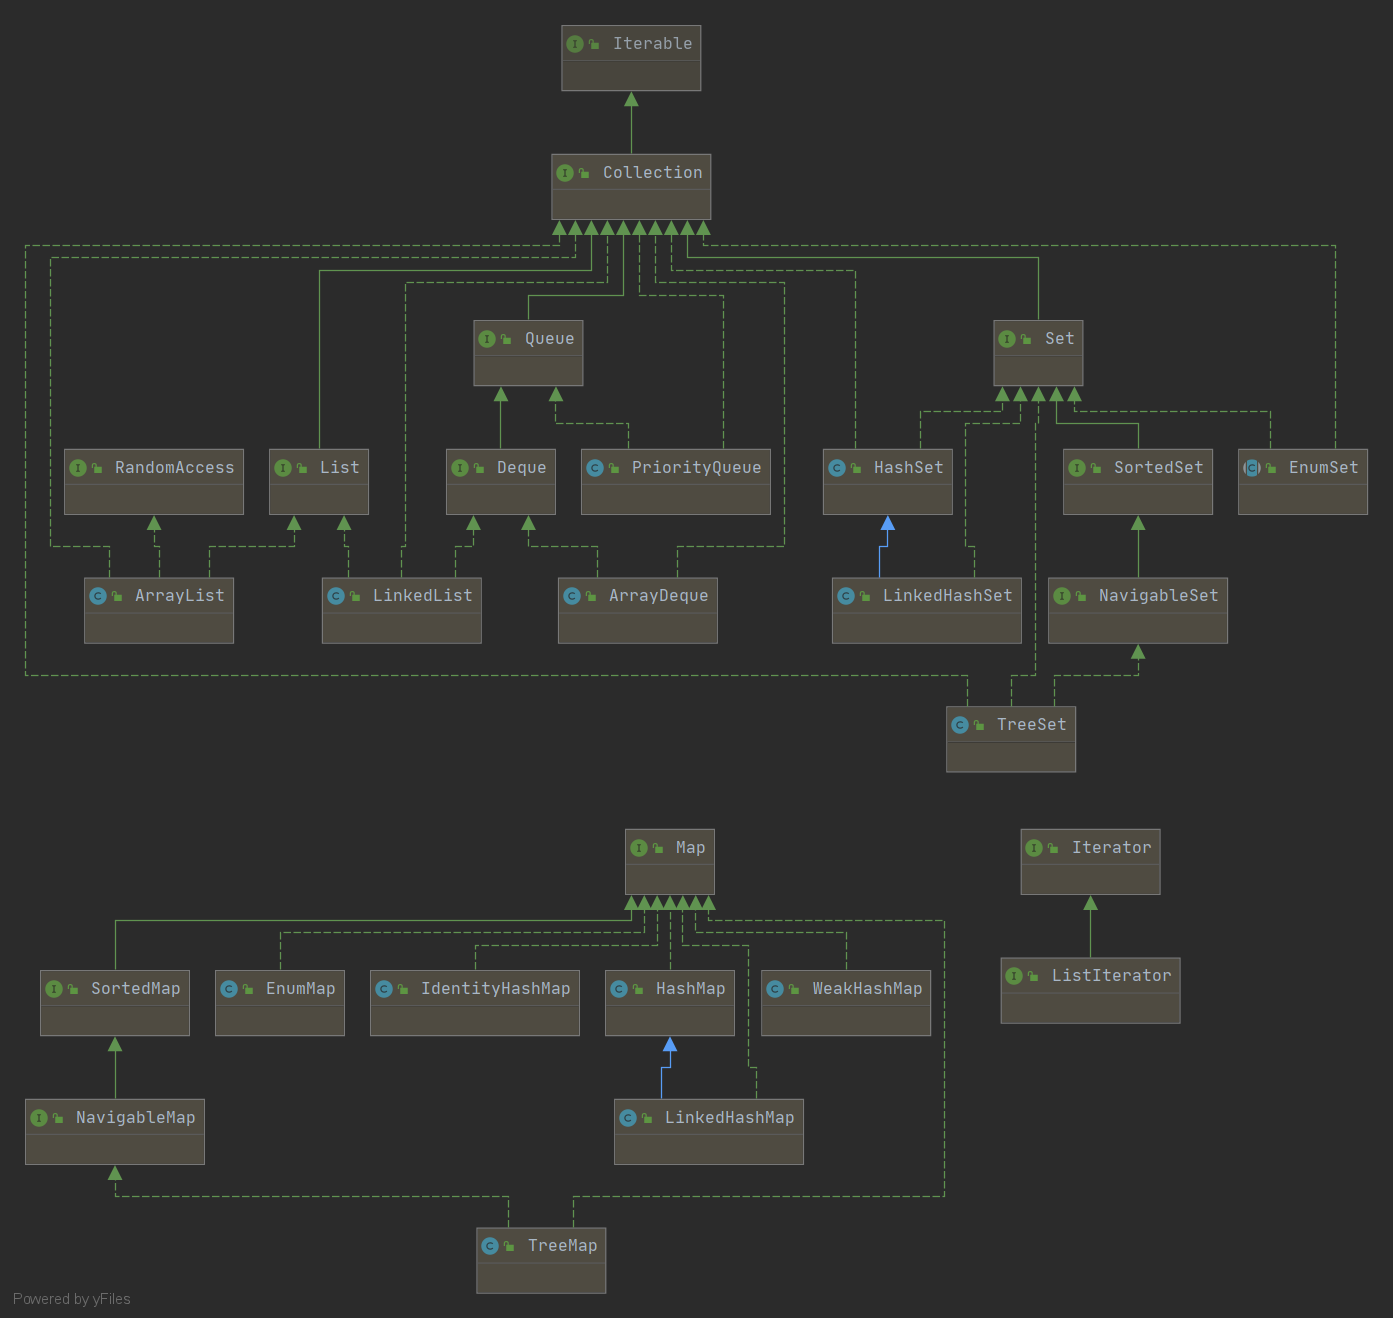 I Iterable
I Collection
I Queue
I Set
I RandomAccess
I List
I Deque
C PriorityQueue
C HashSet
I SortedSet
C EnumSet
C ArrayList
C LinkedList
C ArrayDeque
C LinkedHashSet
I NavigableSet
C TreeSet
I Map
I Iterator
I SortedMap
C EnumMap
C IdentityHashMap
C HashMap
C WeakHashMap
I ListIterator
I NavigableMap
C LinkedHashMap
C TreeMap
Powered by yFiles